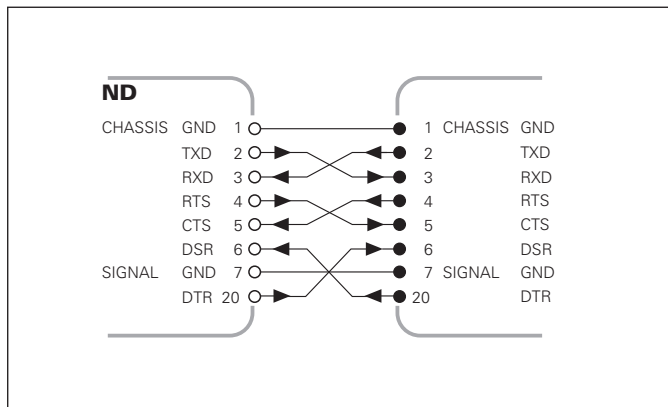 ND
CHASSIS GND 1 1 CHASSIS GND
TXD 2 2 TXD
RXD 3 3 RXD
RTS 4 4 RTS
CTS 5 5 CTS
DSR 6 6 DSR
SIGNAL GND 7 7 SIGNAL GND
DTR 20 20 DTR